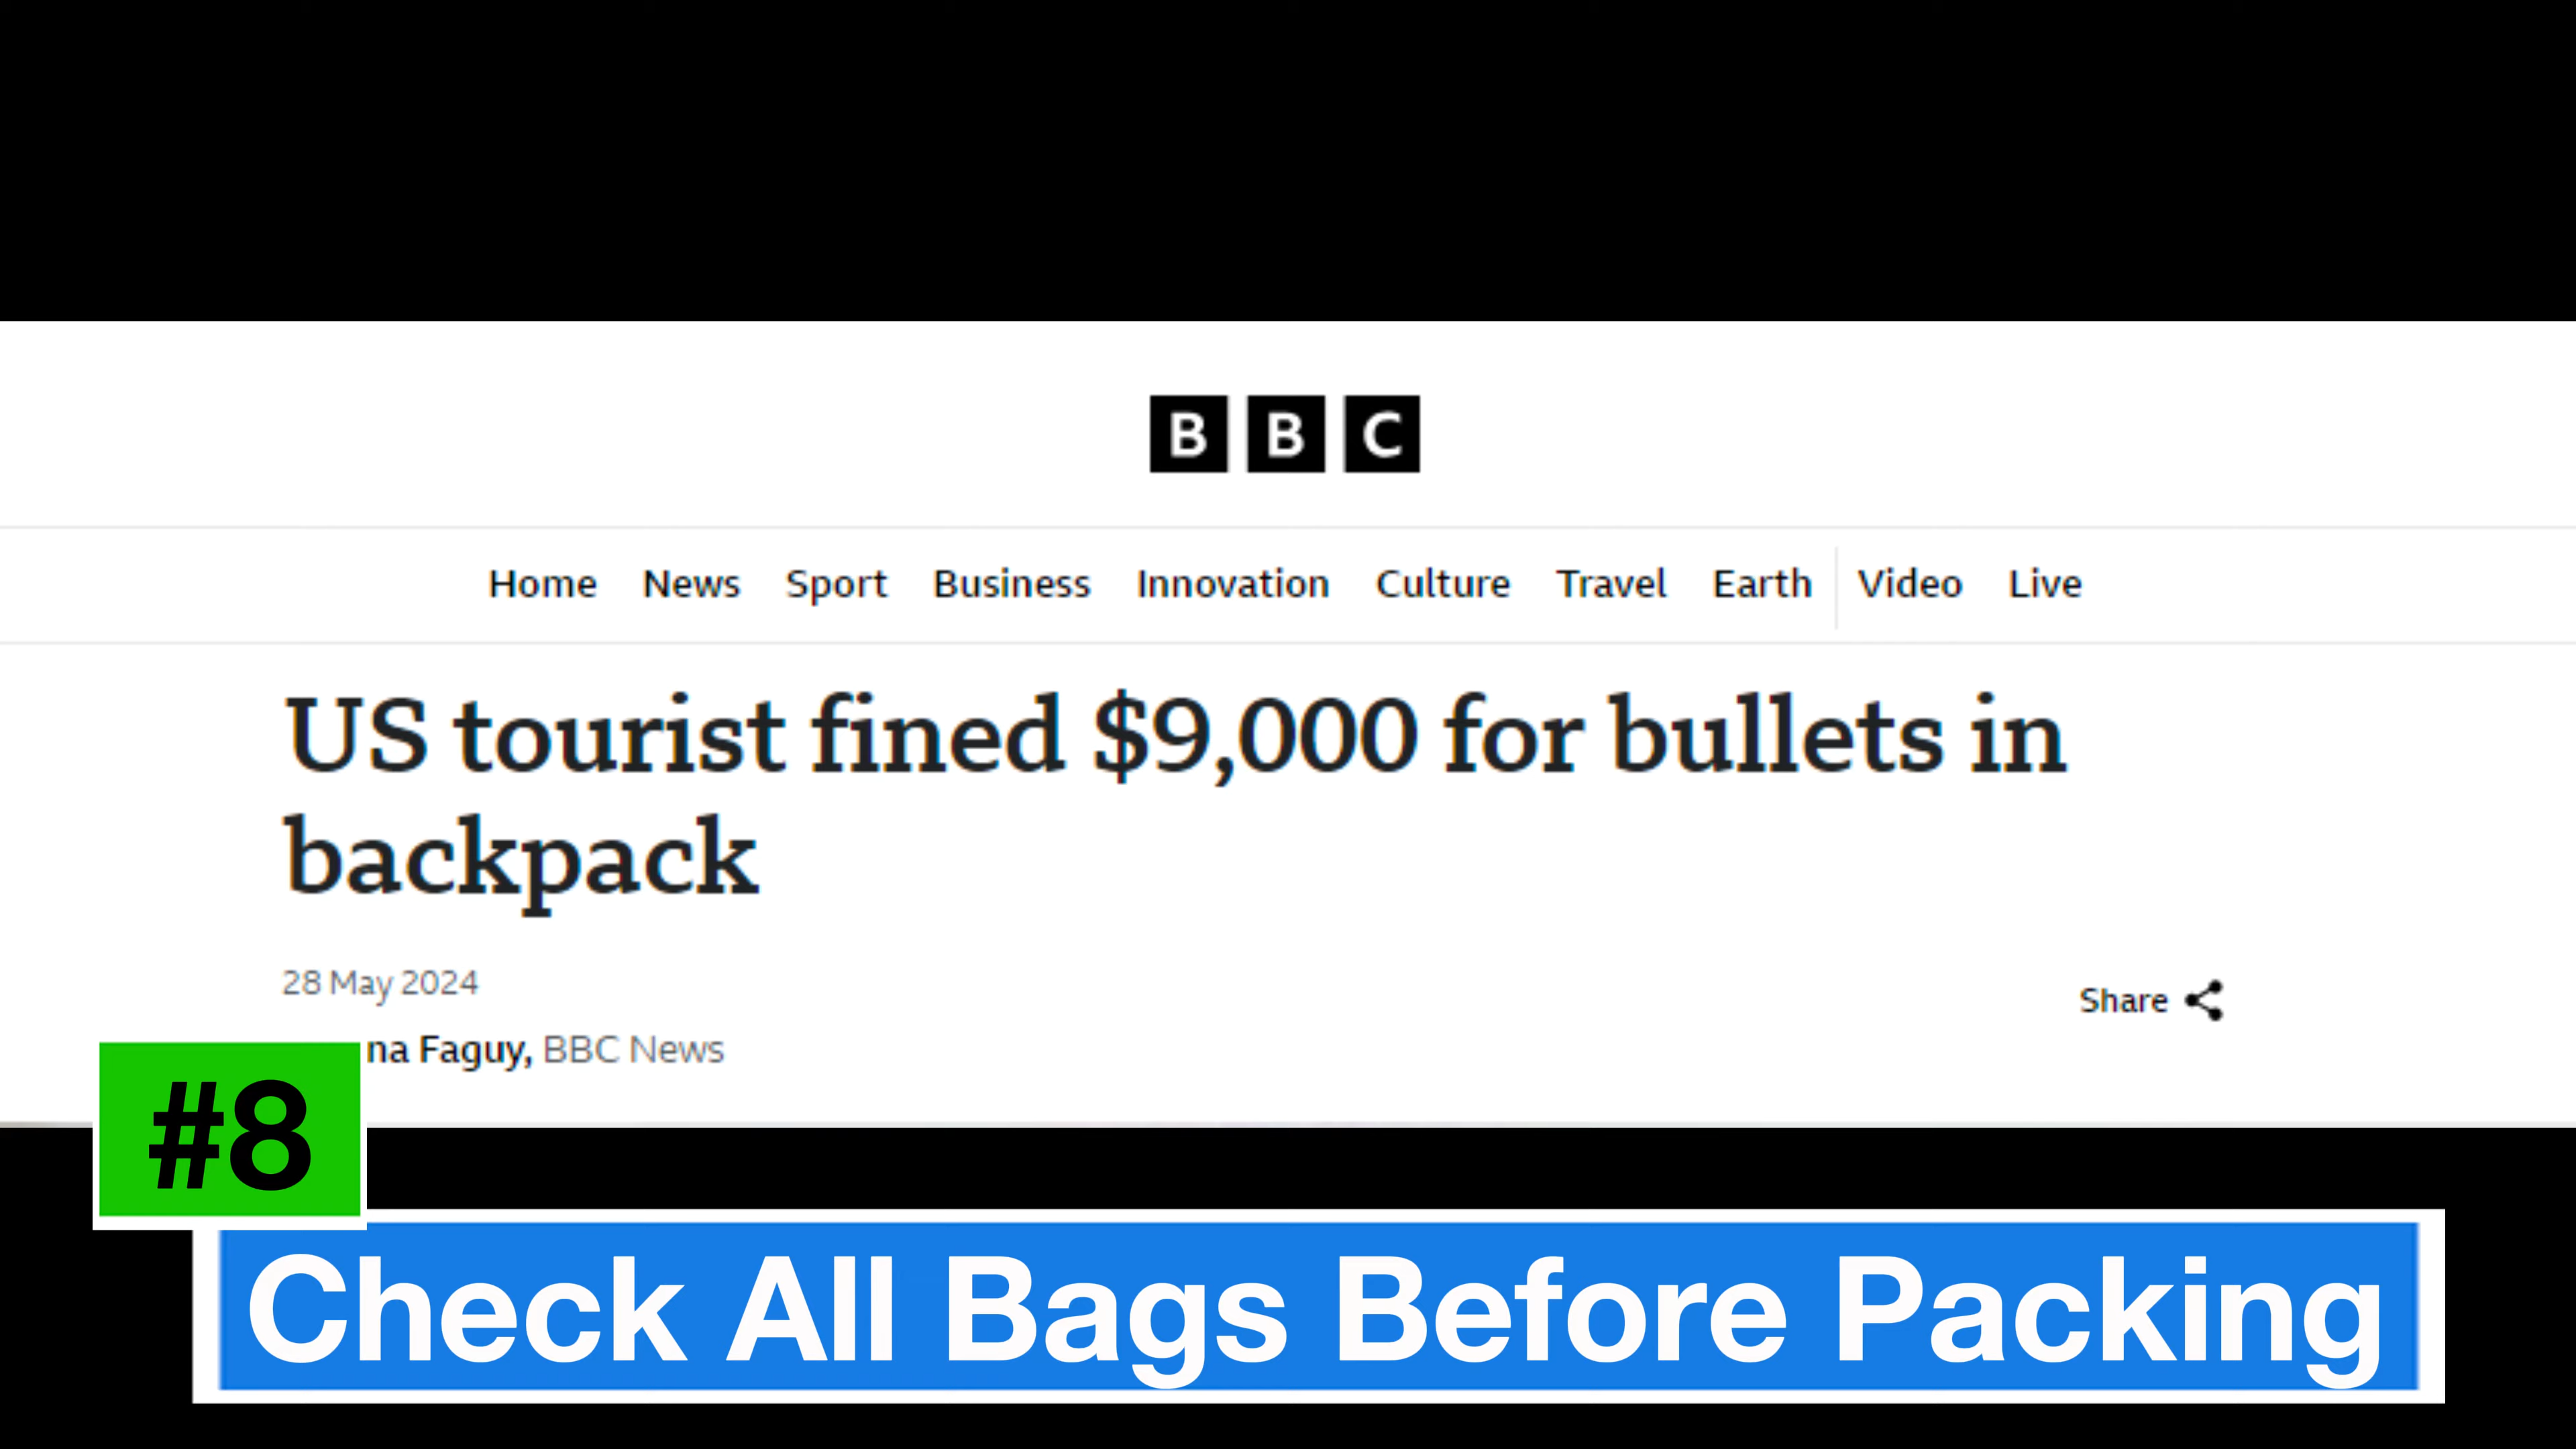 BBC
Home News Sport Business Innovation Culture Travel Earth Video Live
US tourist fined $9,000 for bullets in
backpack
28 May 2024
Share
na Faguy, BBC News
#8
Check All Bags Before Packing